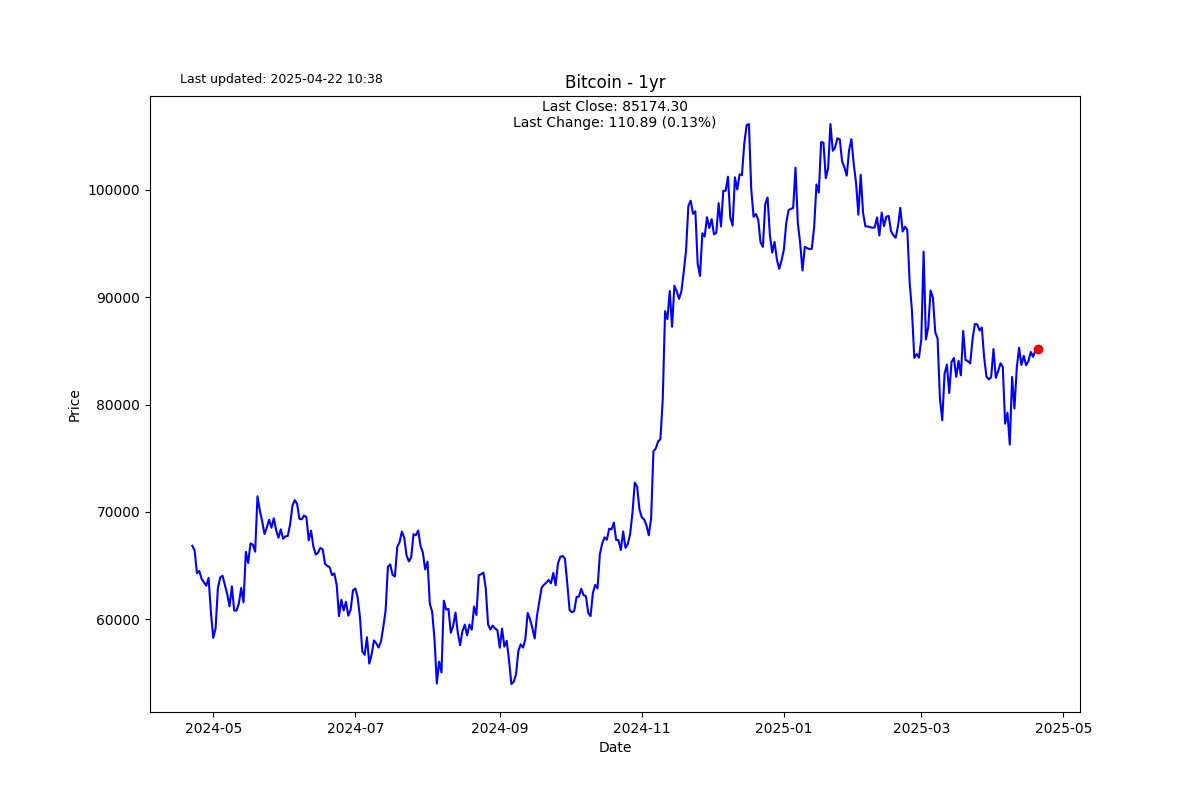 Last updated: 2025-04-22 10:38
Bitcoin - 1yr
Last Close: 85174.30
Last Change: 110.89 (0.13%)
100000
90000
80000
70000
60000
Price
2024-05 2024-07 2024-09 2024-11 2025-01 2025-03 2025-05
Date